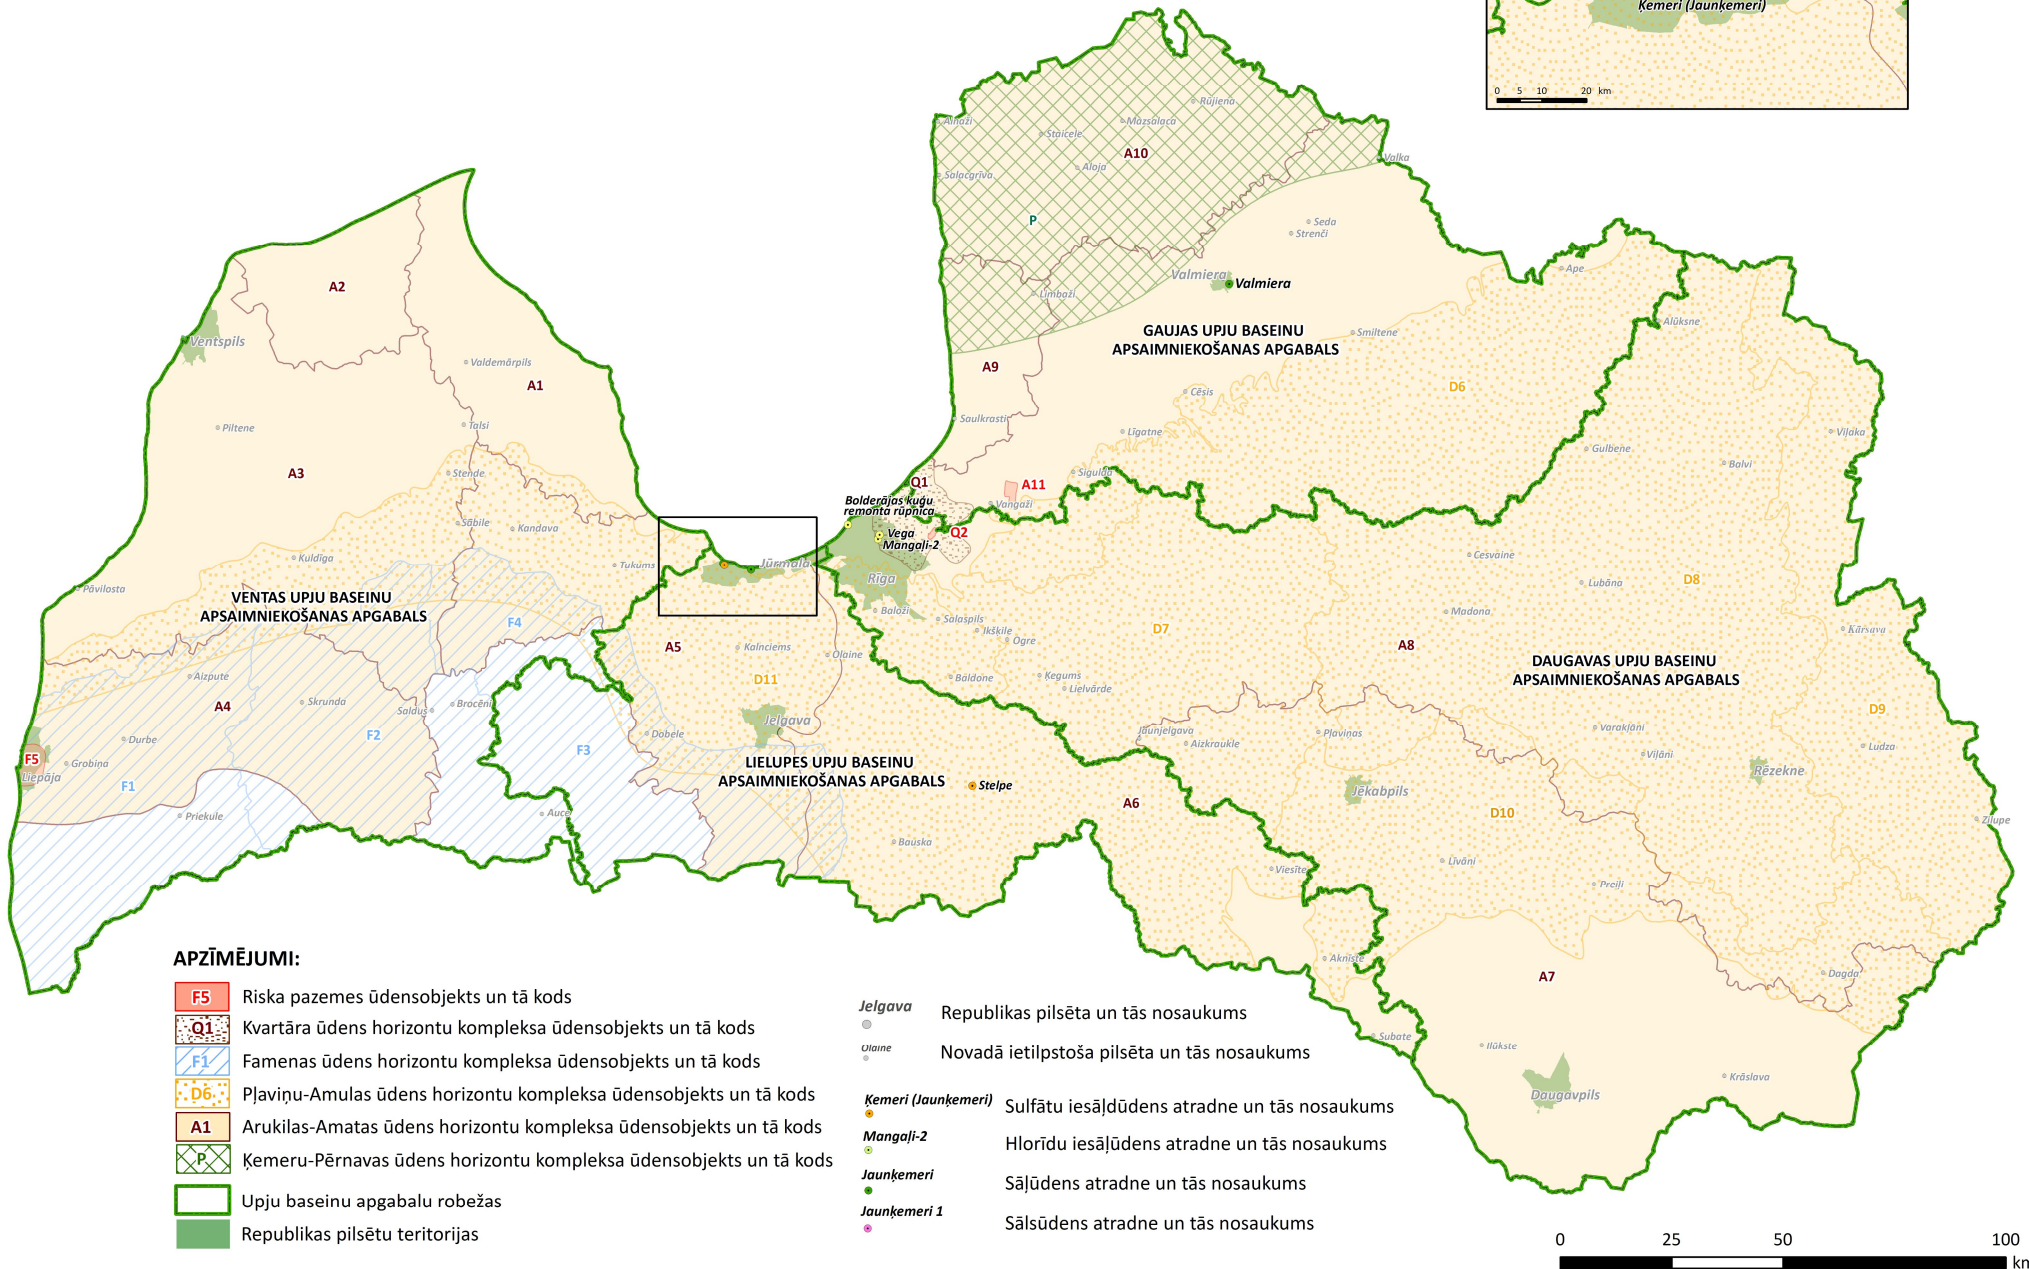 Ķemeri (Jaunķemeri)
0 5 10 20 km
Rūjiena
Ainaži
Staicele
Mazsalaca
A10
Aloja
Valka
Salacgrīva
P
Seda
Strenči
A2
Valmiera
Valmiera
Ape
Limbaži
Ventspils
GAUJAS UPJU BASEINU
APSAIMNIEKOŠANAS APGABALS
Smiltene
Alūksne
Valdemārpils
A1
A9
D6
Cēsis
Piltene
Talsi
Saulkrasti
Līgatne
Viļaka
Gulbene
Balvi
A3
Stende
Sigulda
Q1
A11
Bolderājas kuģu
remonta rūpnīca
Vangaži
Sabile
Kandava
Vega
Mangaļi-2
Q2
Kuldīga
Tukums
Jūrmala
Cesvaine
Rīga
Lubāna
D8
Pāvilosta
VENTAS UPJU BASEINU
APSAIMNIEKOŠANAS APGABALS
Baloži
Madona
F4
Salaspils
Ikšķile
Ogre
D7
Kārsava
A5
Kalnciems
Olaine
A8
DAUGAVAS UPJU BASEINU
APSAIMNIEKOŠANAS APGABALS
Aizpute
D11
Baldone
Ķegums
Lielvārde
A4
Skrunda
Saldus
Brocēni
D9
Jelgava
Durbe
F2
Dobele
Jaunjelgava
Aizkraukle
Pļaviņas
Varakļāni
Viļāni
Ludza
F5
Liepāja
Grobiņa
F3
LIELUPES UPJU BASEINU
APSAIMNIEKOŠANAS APGABALS
Rēzekne
F1
Stelpe
Jēkabpils
A6
D10
Priekule
Auce
Zilupe
Bauska
Līvāni
Viesīte
Preiļi
Akniste
A7
Dagda
Subate
Ilūkste
Krāslava
Daugavpils
APZĪMĒJUMI:
F5 Riska pazemes ūdensobjekts un tā kods
Q1 Kvartāra ūdens horizontu kompleksa ūdensobjekts un tā kods
F1 Famenas ūdens horizontu kompleksa ūdensobjekts un tā kods
D6 Pļaviņu-Amulas ūdens horizontu kompleksa ūdensobjekts un tā kods
A1 Arukilas-Amatas ūdens horizontu kompleksa ūdensobjekts un tā kods
P Ķemeru-Pērnavas ūdens horizontu kompleksa ūdensobjekts un tā kods
Upju baseinu apgabalu robežas
Republikas pilsētu teritorijas
Jelgava Republikas pilsēta un tās nosaukums
Olaine Novadā ietilpstoša pilsēta un tās nosaukums
Ķemeri (Jaunķemeri) Sulfātu iesāļdūdens atradne un tās nosaukums
Mangaļi-2 Hlorīdu iesāļūdens atradne un tās nosaukums
Jaunķemeri Sāļūdens atradne un tās nosaukums
Jaunķemeri 1 Sālsūdens atradne un tās nosaukums
0 25 50 100
km